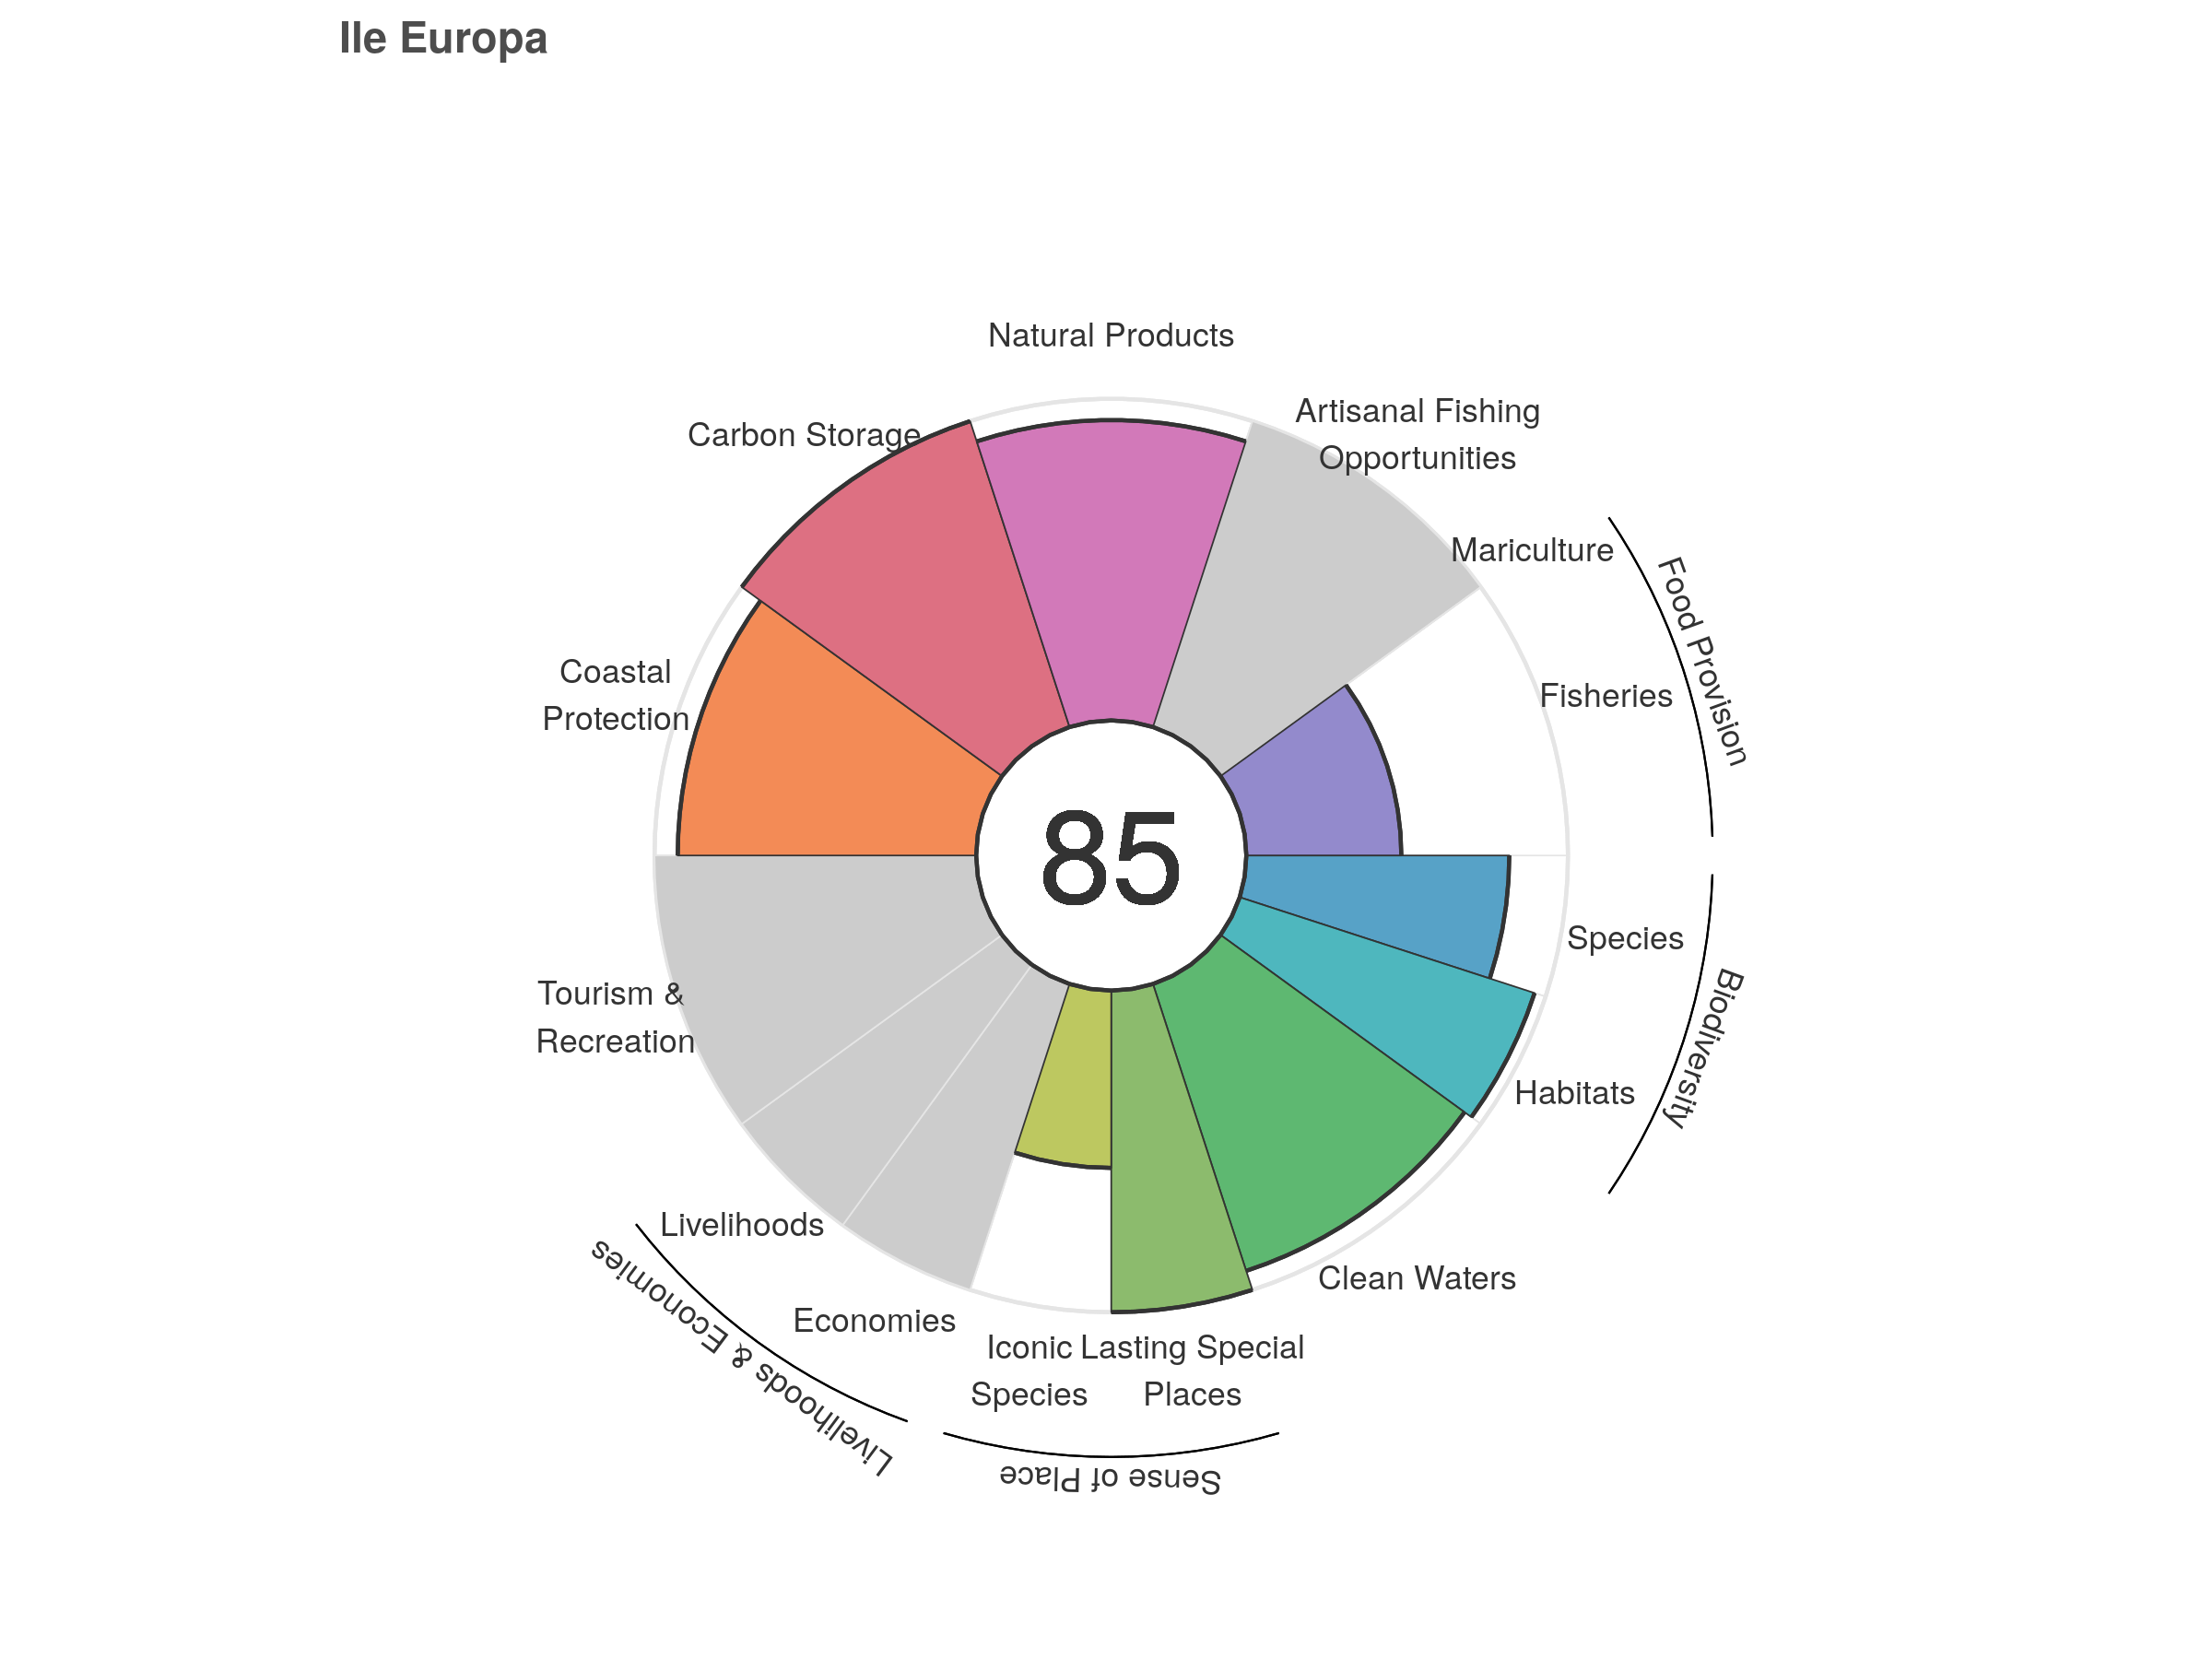 Ile Europa
Natural Products
Artisanal Fishing
Opportunities
Carbon Storage
Mariculture
Food Provision
Coastal
Protection
Fisheries
85
Species
Biodiversity
Tourism &
Recreation
Habitats
Livelihoods
Clean Waters
Livelihoods & Economies
Economies
Iconic
Species
Lasting Special
Places
Sense of Place